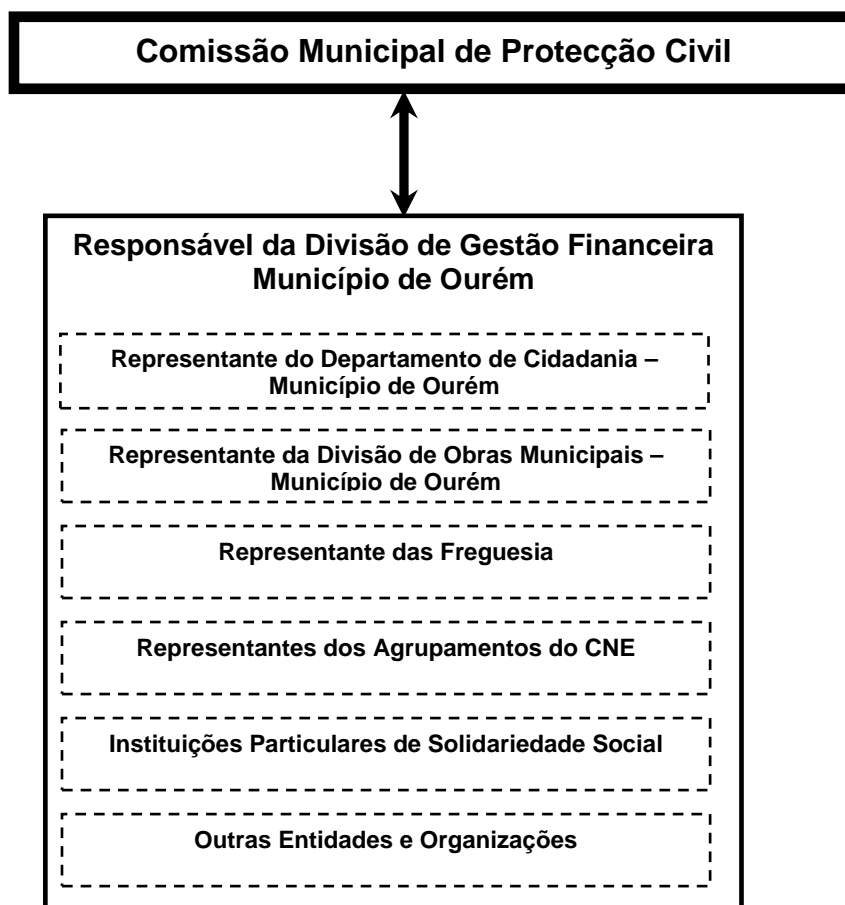 Comissão Municipal de Protecção Civil
Responsável da Divisão de Gestão Financeira
Município de Ourém
Representante do Departamento de Cidadania –
Município de Ourém
Representante da Divisão de Obras Municipais –
Município de Ourém
Representante das Freguesia
Representantes dos Agrupamentos do CNE
Instituições Particulares de Solidariedade Social
Outras Entidades e Organizações